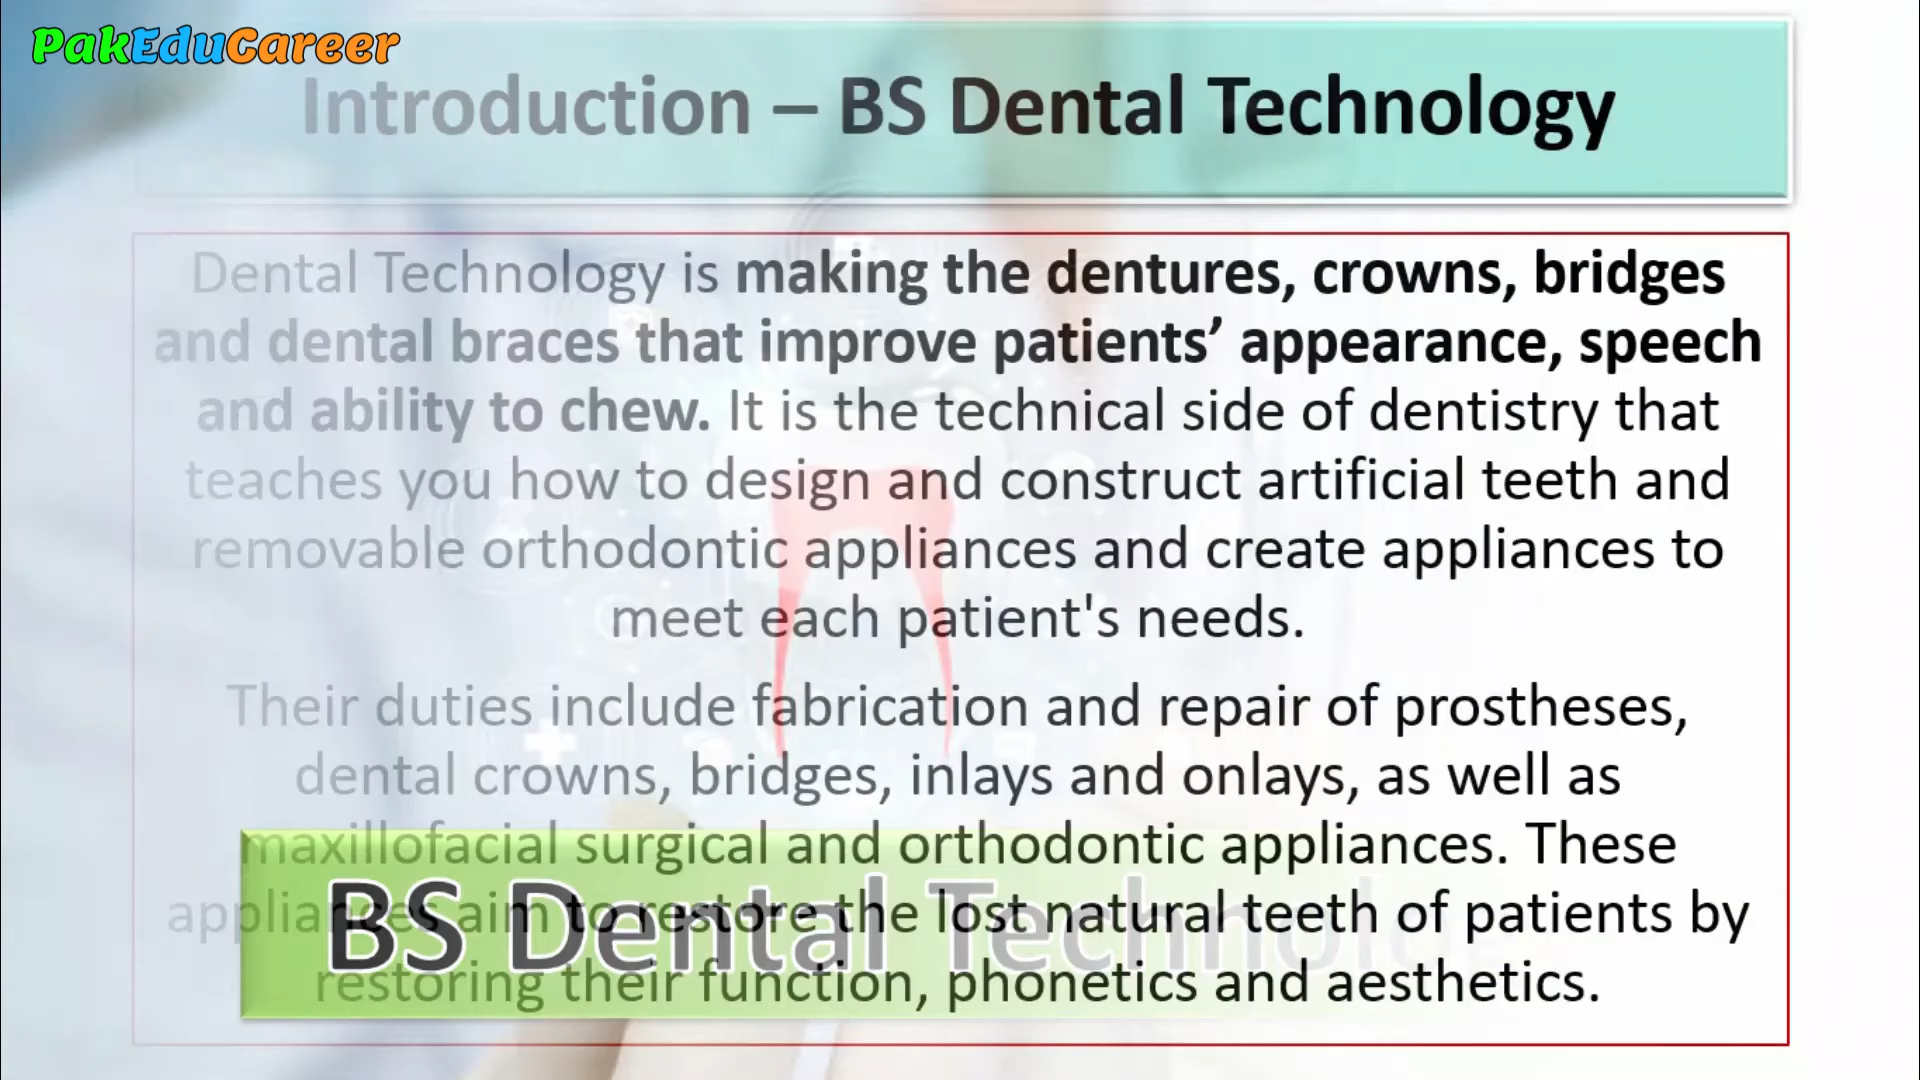 PakEduCareer
Introduction – BS Dental Technology
Dental Technology is making the dentures, crowns, bridges
and dental braces that improve patients’ appearance, speech
and ability to chew. It is the technical side of dentistry that
teaches you how to design and construct artificial teeth and
removable orthodontic appliances and create appliances to
meet each patient's needs.
Their duties include fabrication and repair of prostheses,
dental crowns, bridges, inlays and onlays, as well as
maxillofacial surgical and orthodontic appliances. These
appliances aim to restore the lost natural teeth of patients by
restoring their function, phonetics and aesthetics.
BS Dental Technolo